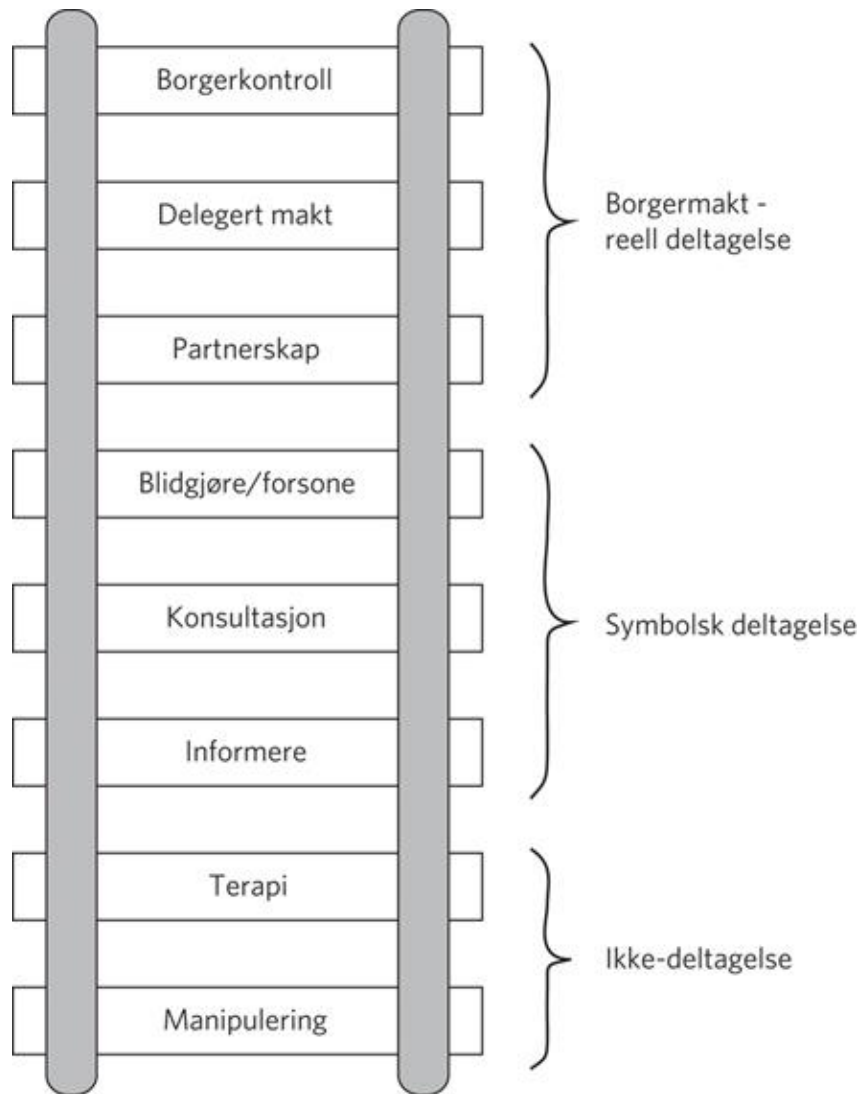 Borgerkontroll
Delegert makt
Partnerskap
Borgermakt -
reell deltagelse
Blidgjøre/forsone
Konsultasjon
Informere
Symbolsk deltagelse
Terapi
Manipulering
Ikke-deltagelse